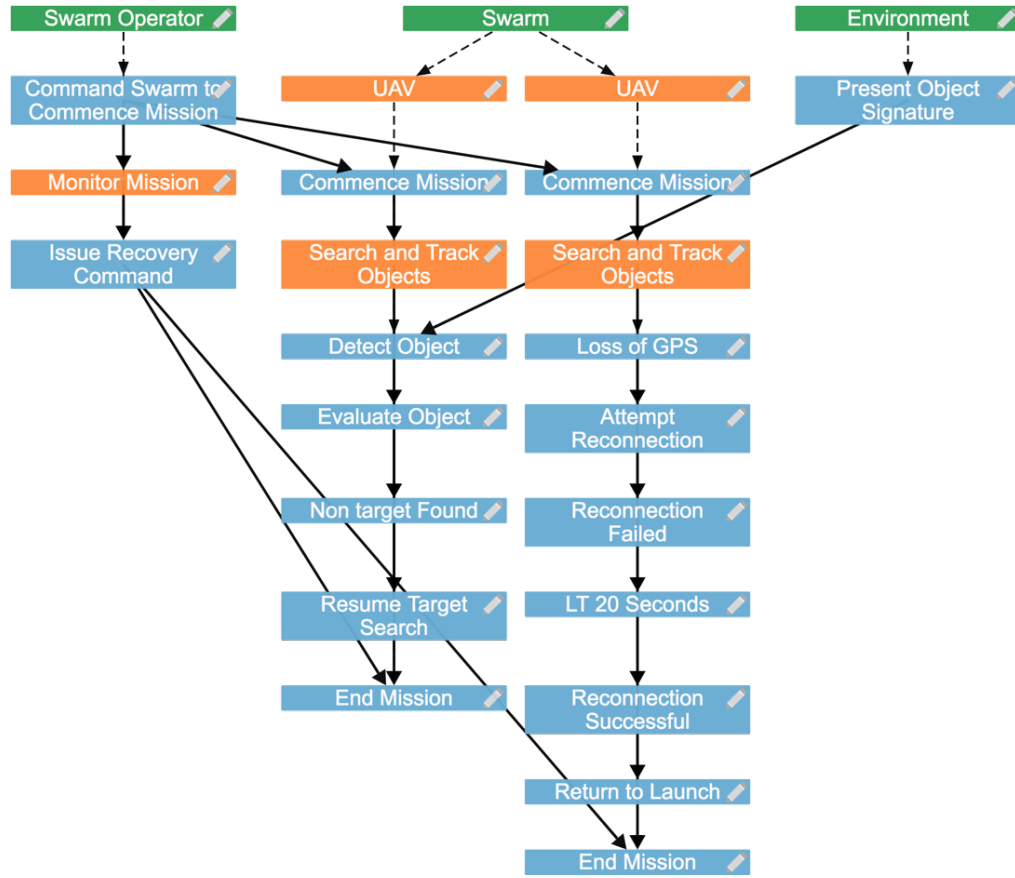 Swarm Operator
Swarm
Environment
Command Swarm to
Commence Mission
UAV
UAV
Present Object
Signature
Monitor Mission
Commence Mission
Commence Mission
Issue Recovery
Command
Search and Track
Objects
Search and Track
Objects
Detect Object
Loss of GPS
Evaluate Object
Attempt
Reconnection
Non target Found
Reconnection
Failed
Resume Target
Search
LT 20 Seconds
End Mission
Reconnection
Successful
Return to Launch
End Mission